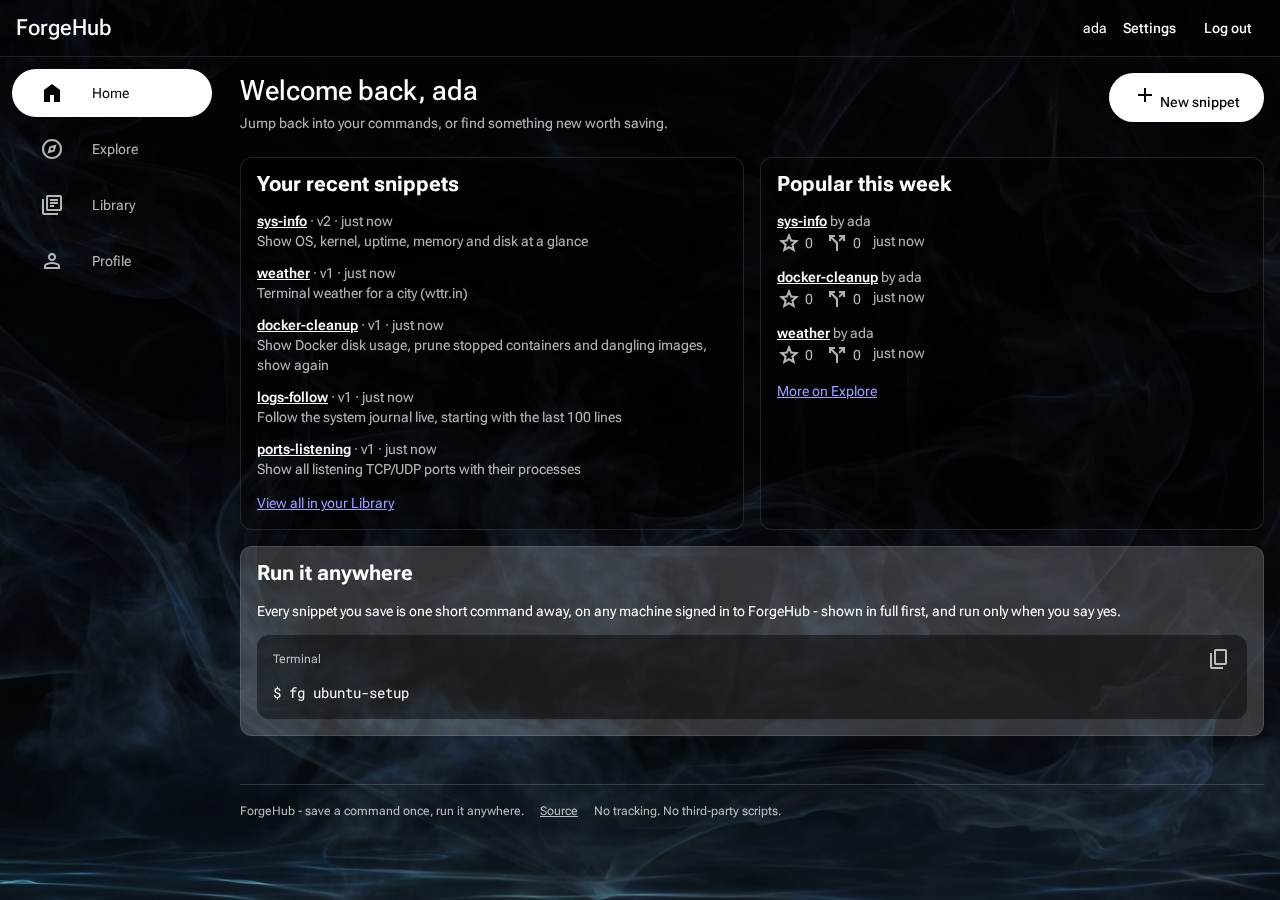 ForgeHub
ada Settings Log out
Home
Explore
Library
Profile
Welcome back, ada
Jump back into your commands, or find something new worth saving.
New snippet
Your recent snippets
sys-info · v2 · just now
Show OS, kernel, uptime, memory and disk at a glance
weather · v1 · just now
Terminal weather for a city (wttr.in)
docker-cleanup · v1 · just now
Show Docker disk usage, prune stopped containers and dangling images,
show again
logs-follow · v1 · just now
Follow the system journal live, starting with the last 100 lines
ports-listening · v1 · just now
Show all listening TCP/UDP ports with their processes
View all in your Library
Popular this week
sys-info by ada
0 0 just now
docker-cleanup by ada
0 0 just now
weather by ada
0 0 just now
More on Explore
Run it anywhere
Every snippet you save is one short command away, on any machine signed in to ForgeHub - shown in full first, and run only when you say yes.
Terminal
$ fg ubuntu-setup
ForgeHub - save a command once, run it anywhere. Source No tracking. No third-party scripts.